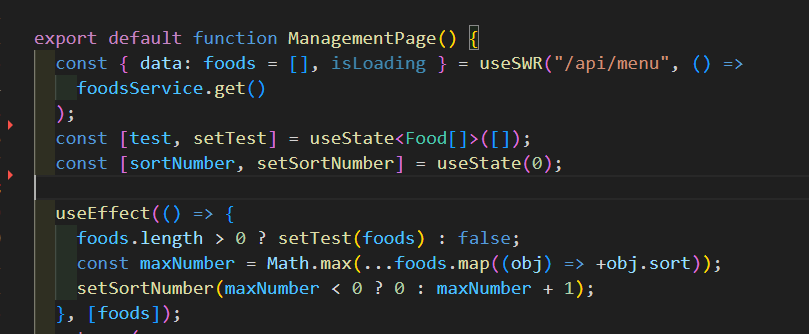 export default function ManagementPage() {
const { data: foods = [], isLoading } = useSWR("/api/menu", () =>
foodsService.get()
);
const [test, setTest] = useState<Food[]>([]);
const [sortNumber, setSortNumber] = useState(0);
useEffect(() => {
foods.length > 0 ? setTest(foods) : false;
const maxNumber = Math.max(...foods.map((obj) => +obj.sort));
setSortNumber(maxNumber < 0 ? 0 : maxNumber + 1);
}, [foods]);